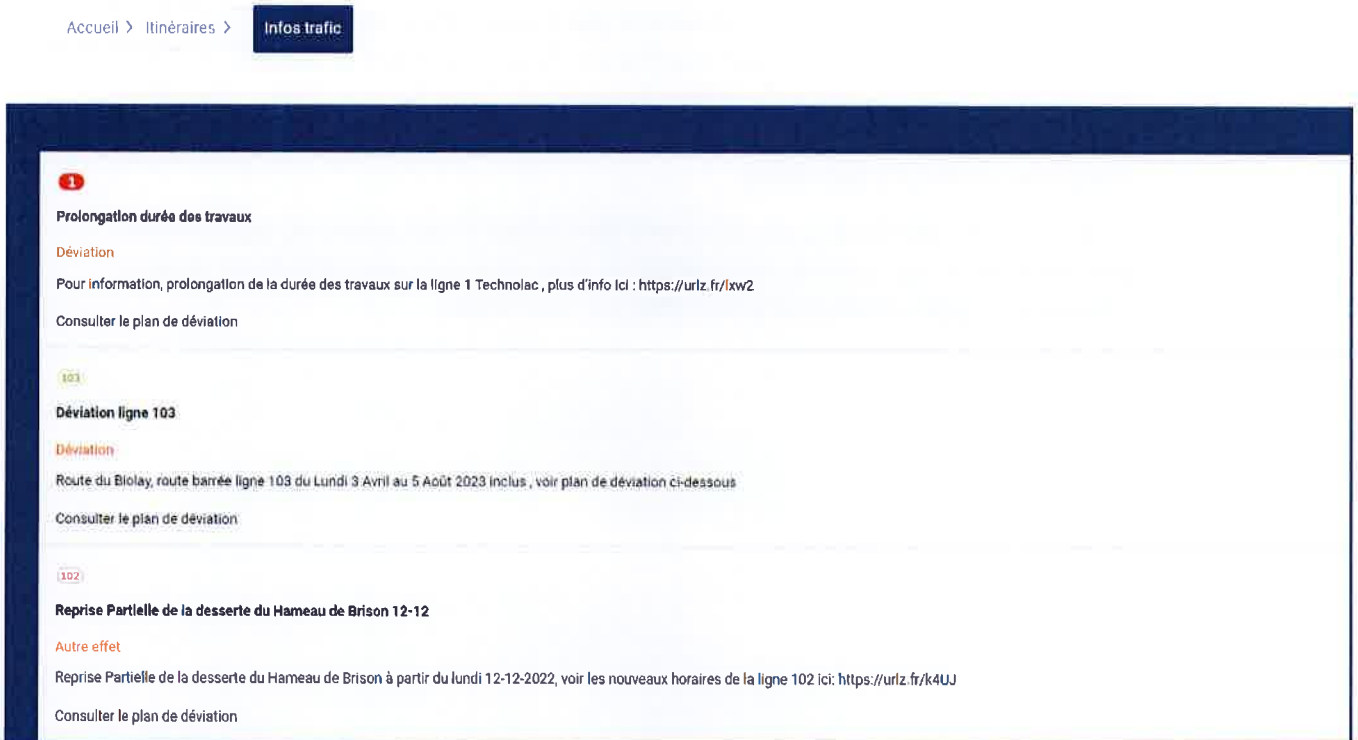 Accueil > Itinéraires > Infos trafic
1
Prolongation durée des travaux
Déviation
Pour information, prolongation de la durée des travaux sur la ligne 1 Technolac , plus d'info ici : https://urlz.fr/lxw2
Consulter le plan de déviation
103
Déviation ligne 103
Déviation
Route du Biolay, route barrée ligne 103 du Lundi 3 Avril au 5 Août 2023 inclus , voir plan de déviation ci-dessous
Consulter le plan de déviation
102
Reprise Partielle de la desserte du Hameau de Brison 12-12
Autre effet
Reprise Partielle de la desserte du Hameau de Brison à partir du lundi 12-12-2022, voir les nouveaux horaires de la ligne 102 ici: https://urlz.fr/k4UJ
Consulter le plan de déviation